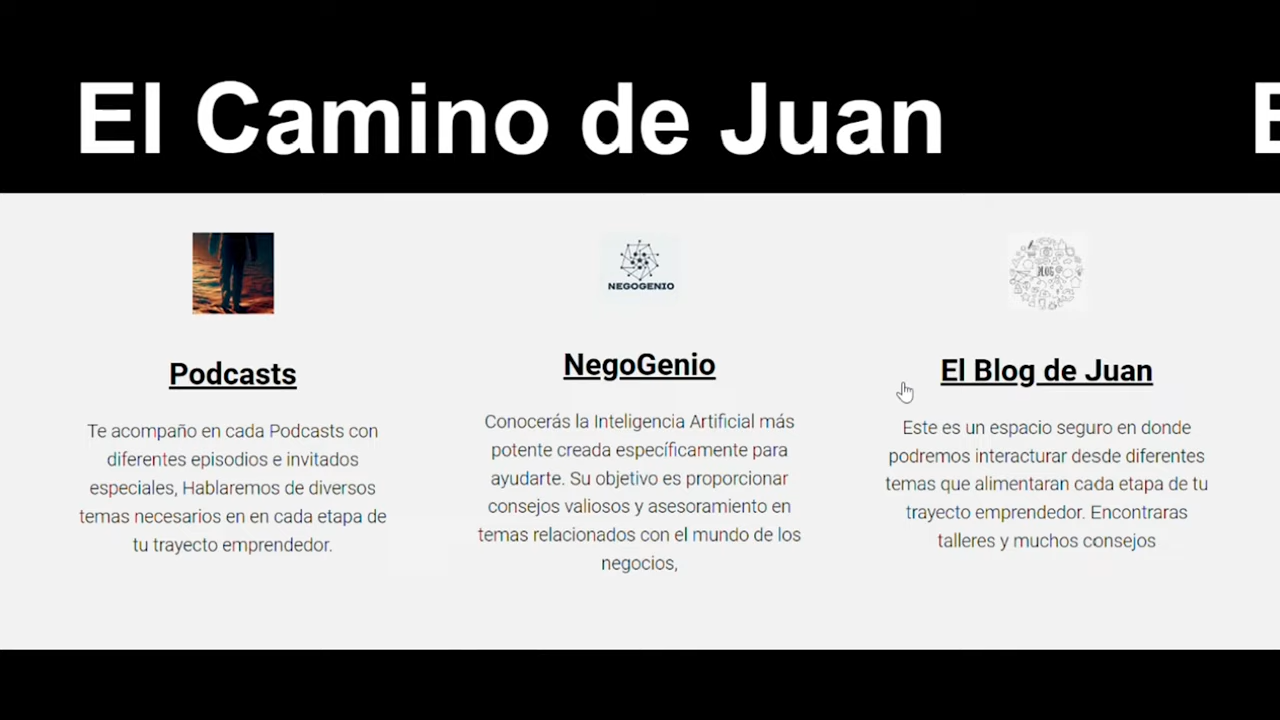 El Camino de Juan
E
NEGOGENIO
BLOG
Podcasts
NegoGenio
El Blog de Juan
Te acompaño en cada Podcasts con
diferentes episodios e invitados
especiales, Hablaremos de diversos
temas necesarios en en cada etapa de
tu trayecto emprendedor.
Conocerás la Inteligencia Artificial más
potente creada específicamente para
ayudarte. Su objetivo es proporcionar
consejos valiosos y asesoramiento en
temas relacionados con el mundo de los
negocios,
Este es un espacio seguro en donde
podremos interacturar desde diferentes
temas que alimentaran cada etapa de tu
trayecto emprendedor. Encontraras
talleres y muchos consejos